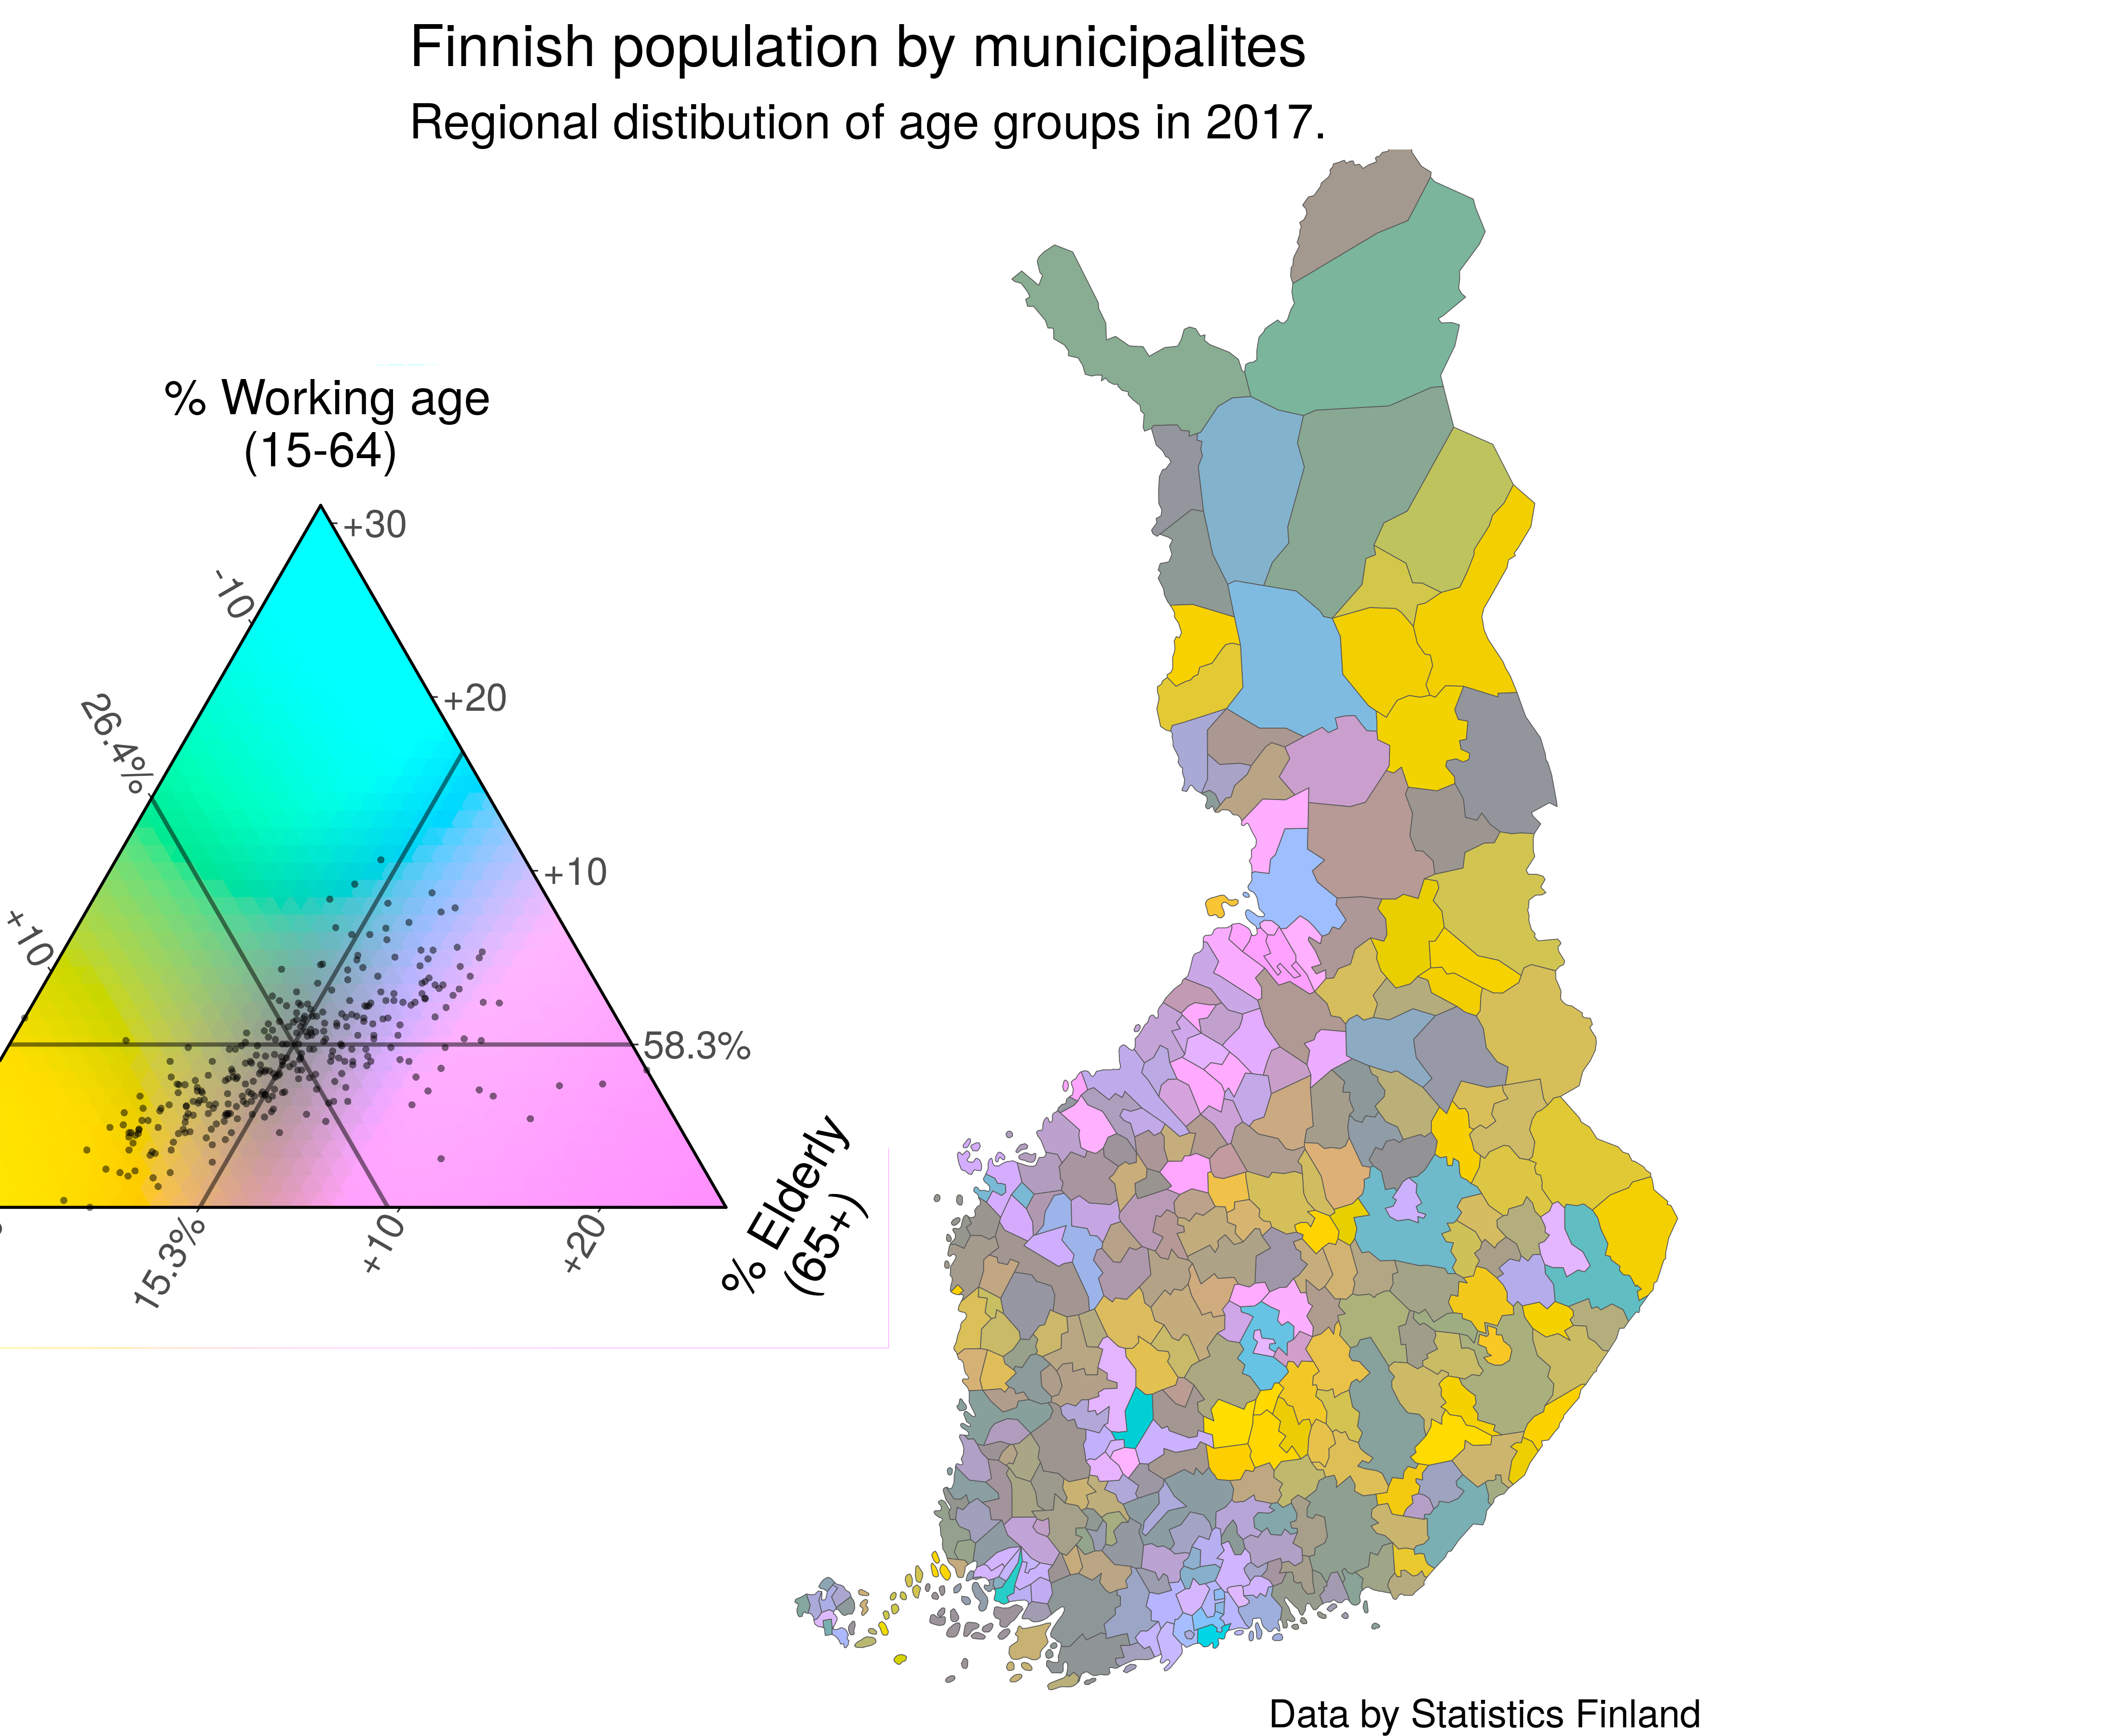 Finnish population by municipalites
Regional distibution of age groups in 2017.
% Working age
(15-64)
+30
-10
+20
26.4%
+10
+10
58.3%
15.3%
+10
+20
% Elderly
(65+)
Data by Statistics Finland